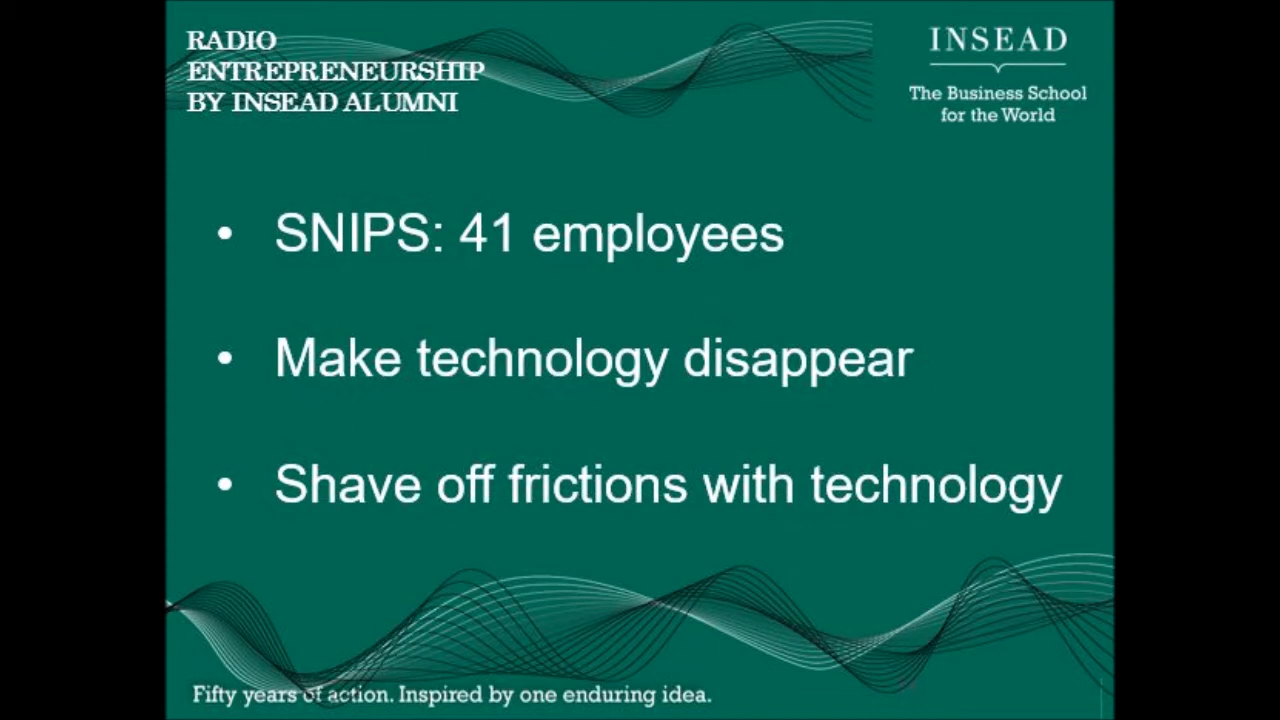 RADIO
ENTREPRENEURSHIP
BY INSEAD ALUMNI
INSEAD
The Business School
for the World
• SNIPS: 41 employees
• Make technology disappear
• Shave off frictions with technology
Fifty years of action. Inspired by one enduring idea.